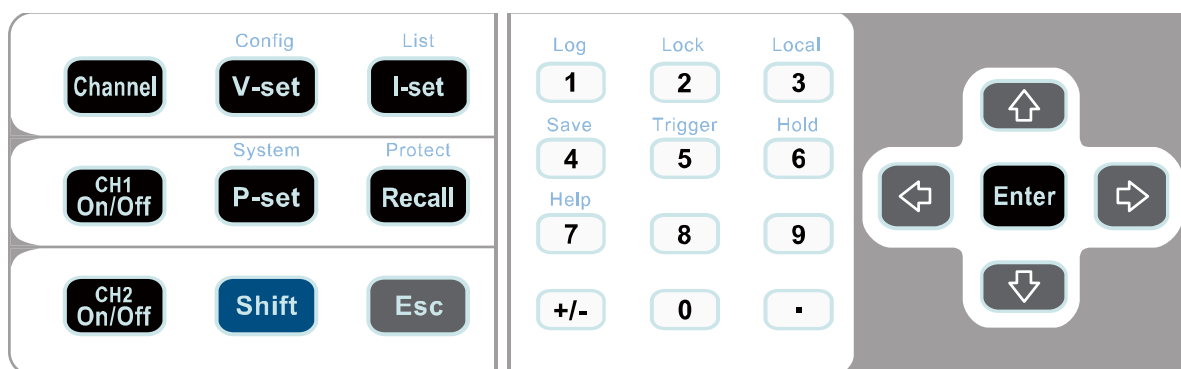 Config List
Channel V-set I-set
System Protect
CH1
On/Off
P-set Recall
CH2
On/Off
Shift Esc
Log Lock Local
1 2 3
Save Trigger Hold
4 5 6
Help
7 8 9
+/- 0 .
Enter